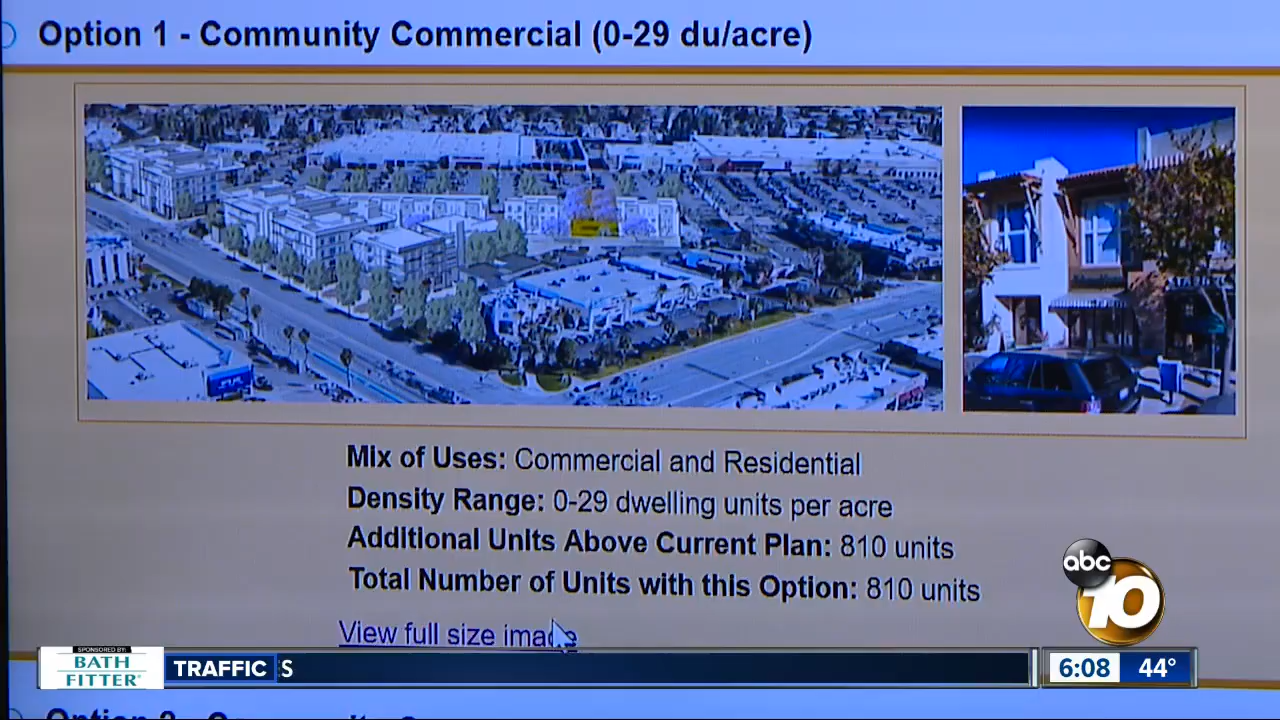 Option 1 - Community Commercial (0-29 du/acre)
Mix of Uses: Commercial and Residential
Density Range: 0-29 dwelling units per acre
Additional Units Above Current Plan: 810 units
Total Number of Units with this Option: 810 units
View full size image
abc
10
SPONSORED BY:
BATH
FITTER
TRAFFIC
S
6:08 44°